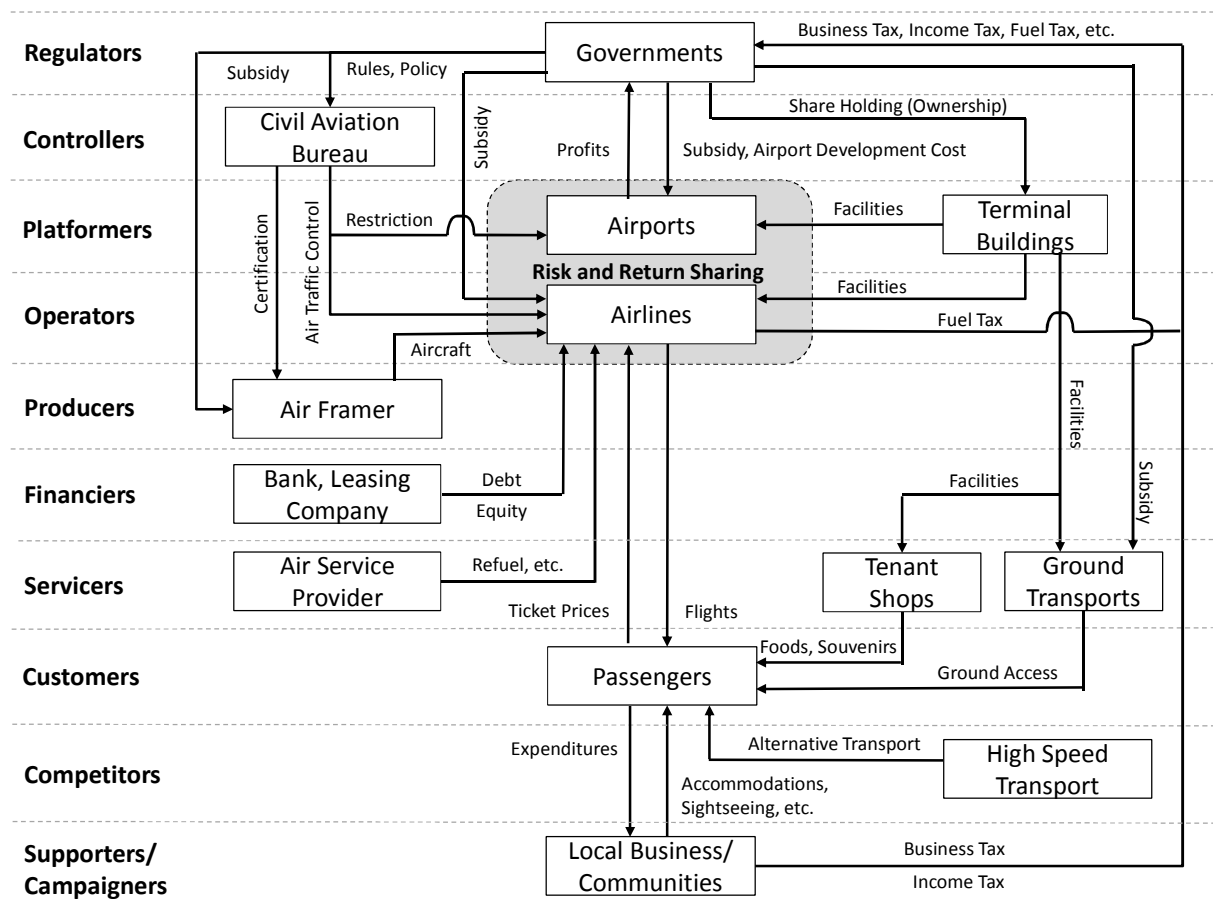 Regulators
Governments
Business Tax, Income Tax, Fuel Tax, etc.
Subsidy
Rules, Policy
Subsidy
Share Holding (Ownership)
Controllers
Civil Aviation
Bureau
Profits
Subsidy, Airport Development Cost
Platformers
Certification
Air Traffic Control
Restriction
Airports
Facilities
Terminal
Buildings
Risk and Return Sharing
Operators
Airlines
Facilities
Fuel Tax
Aircraft
Producers
Air Framer
Facilities
Financiers
Bank, Leasing
Company
Debt
Equity
Facilities
Subsidy
Servicers
Air Service
Provider
Refuel, etc.
Ticket Prices
Flights
Tenant
Shops
Ground
Transports
Customers
Passengers
Foods, Souvenirs
Ground Access
Competitors
Expenditures
Accommodations,
Sightseeing, etc.
Alternative Transport
High Speed
Transport
Supporters/
Campaigners
Local Business/
Communities
Business Tax
Income Tax